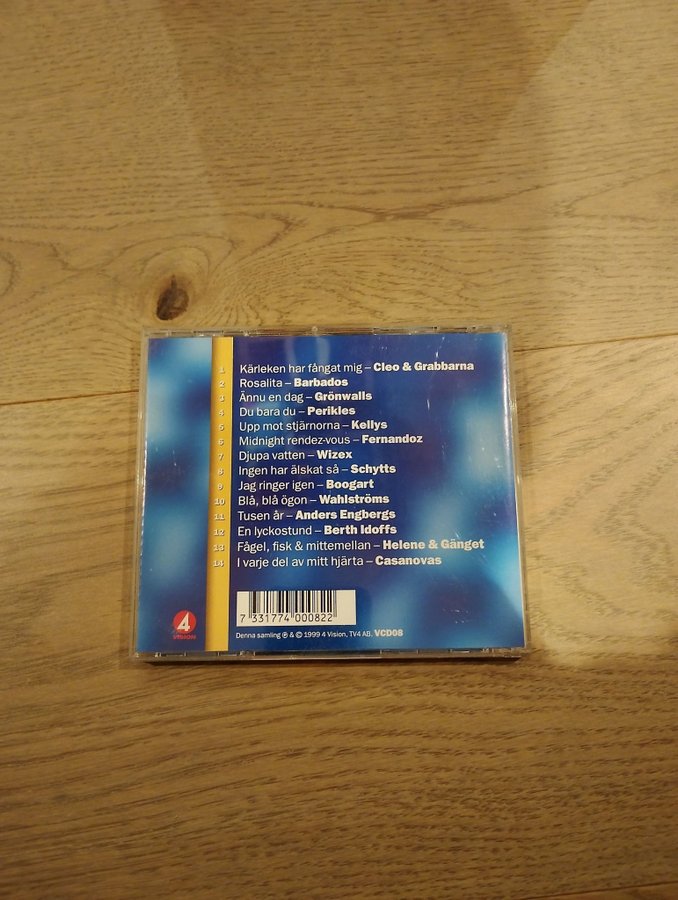 1 Kärleken har fångat mig – Cleo & Grabbarna
2 Rosalita – Barbados
3 Ännu en dag – Grönwalls
4 Du bara du – Perikles
5 Upp mot stjärnorna – Kellys
6 Midnight rendez-vous – Fernandoz
7 Djupa vatten – Wizex
8 Ingen har älskat så – Schytts
9 Jag ringer igen – Boogart
10 Blå, blå ögon – Wahlströms
11 Tusen år – Anders Engbergs
12 En lyckostund – Berth Idoffs
13 Fågel, fisk & mittemellan – Helene & Gänget
14 I varje del av mitt hjärta – Casanovas
7 331774 000822
4
VISION
Denna samling ℗ & © 1999 4 Vision, TV4 AB. VCD08